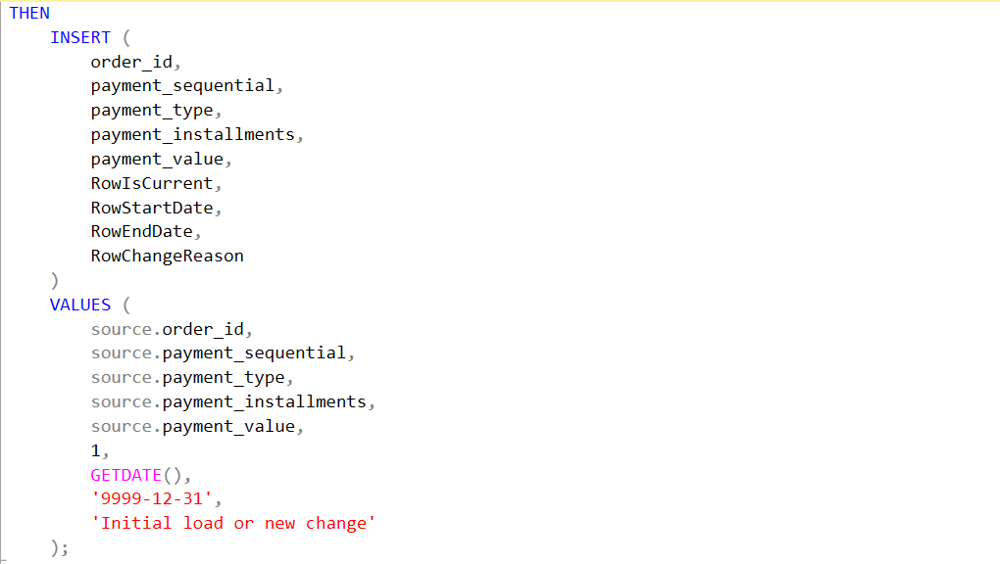 THEN
    INSERT (
        order_id,
        payment_sequential,
        payment_type,
        payment_installments,
        payment_value,
        RowIsCurrent,
        RowStartDate,
        RowEndDate,
        RowChangeReason
    )
    VALUES (
        source.order_id,
        source.payment_sequential,
        source.payment_type,
        source.payment_installments,
        source.payment_value,
        1,
        GETDATE(),
        '9999-12-31',
        'Initial load or new change'
    );